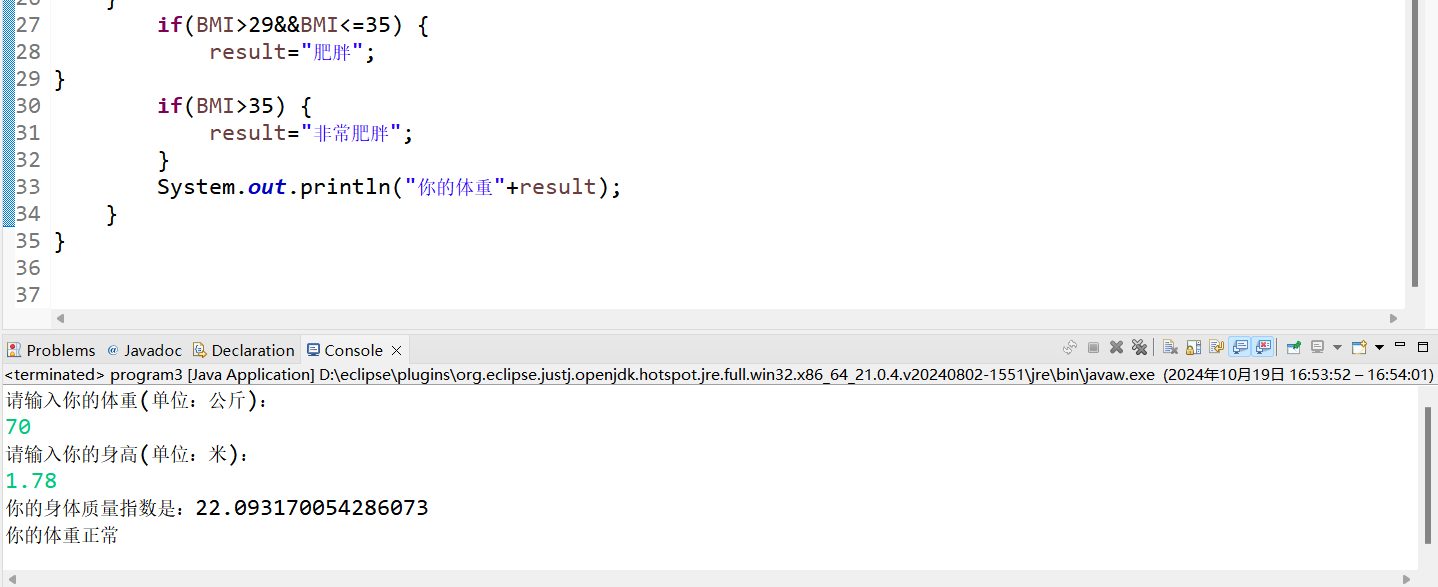 26 }
27 if(BMI>29&&BMI<=35) {
28 result="肥胖";
29 }
30 if(BMI>35) {
31 result="非常肥胖";
32 }
33 System.out.println("你的体重"+result);
34 }
35 }
36
37
Problems @ Javadoc Declaration Console
<terminated> program3 [Java Application] D:\eclipse\plugins\org.eclipse.justj.openjdk.hotspot.jre.full.win32.x86_64_21.0.4.v20240802-1551\jre\bin\javaw.exe (2024年10月19日 16:53:52 – 16:54:01)
请输入你的体重(单位：公斤)：
70
请输入你的身高(单位：米)：
1.78
你的身体质量指数是：22.093170054286073
你的体重正常